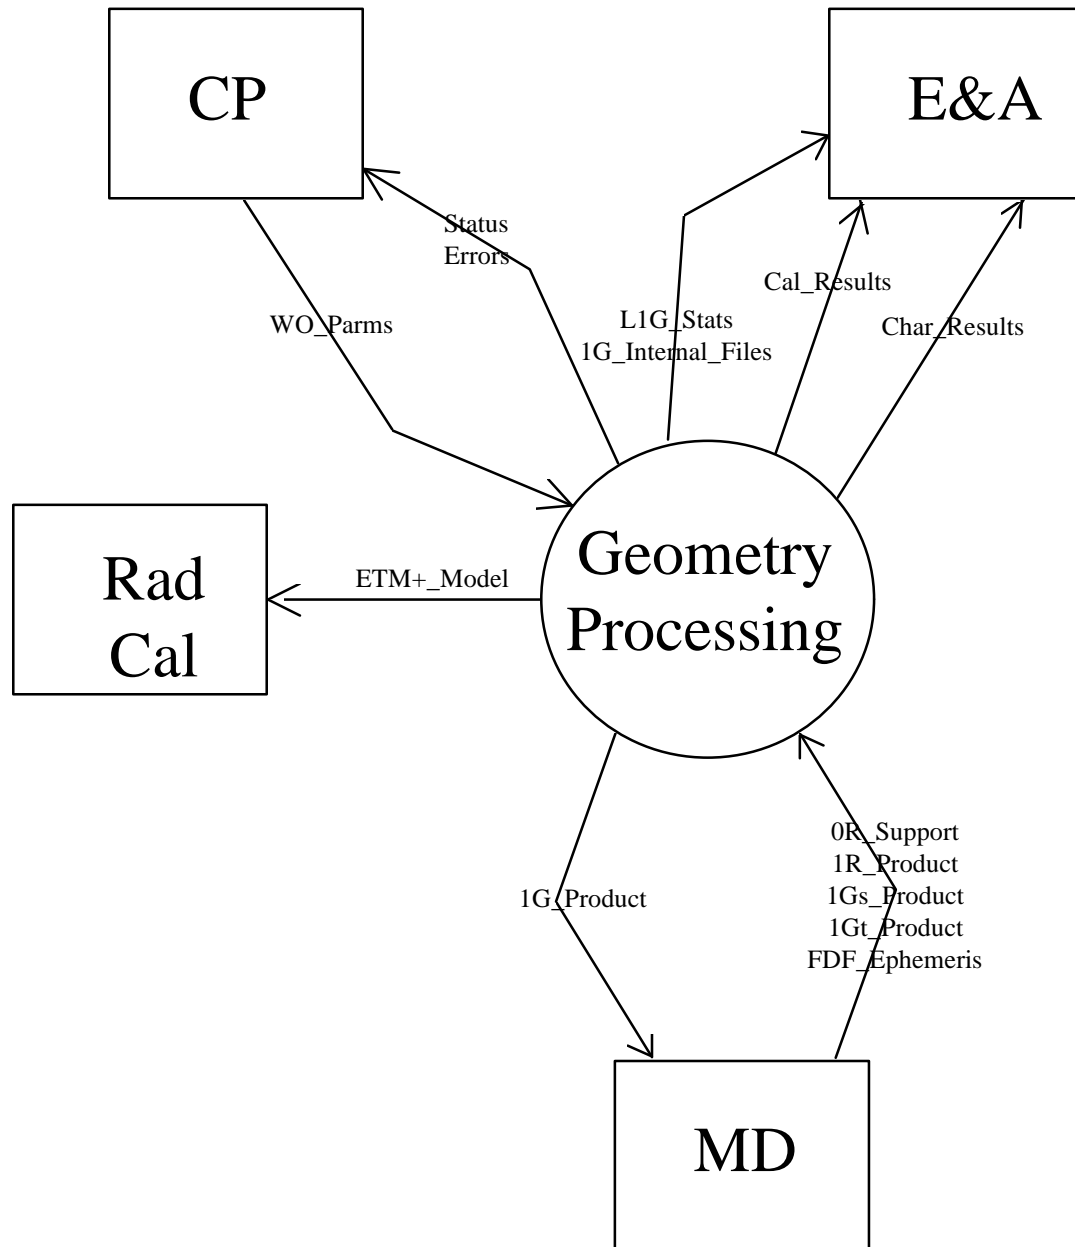 CP
E&A
Status
Errors
Cal_Results
WO_Parms
L1G_Stats
1G_Internal_Files
Char_Results
Geometry
Processing
ETM+_Model
Rad
Cal
1G_Product
0R_Support
1R_Product
1Gs_Product
1Gt_Product
FDF_Ephemeris
MD